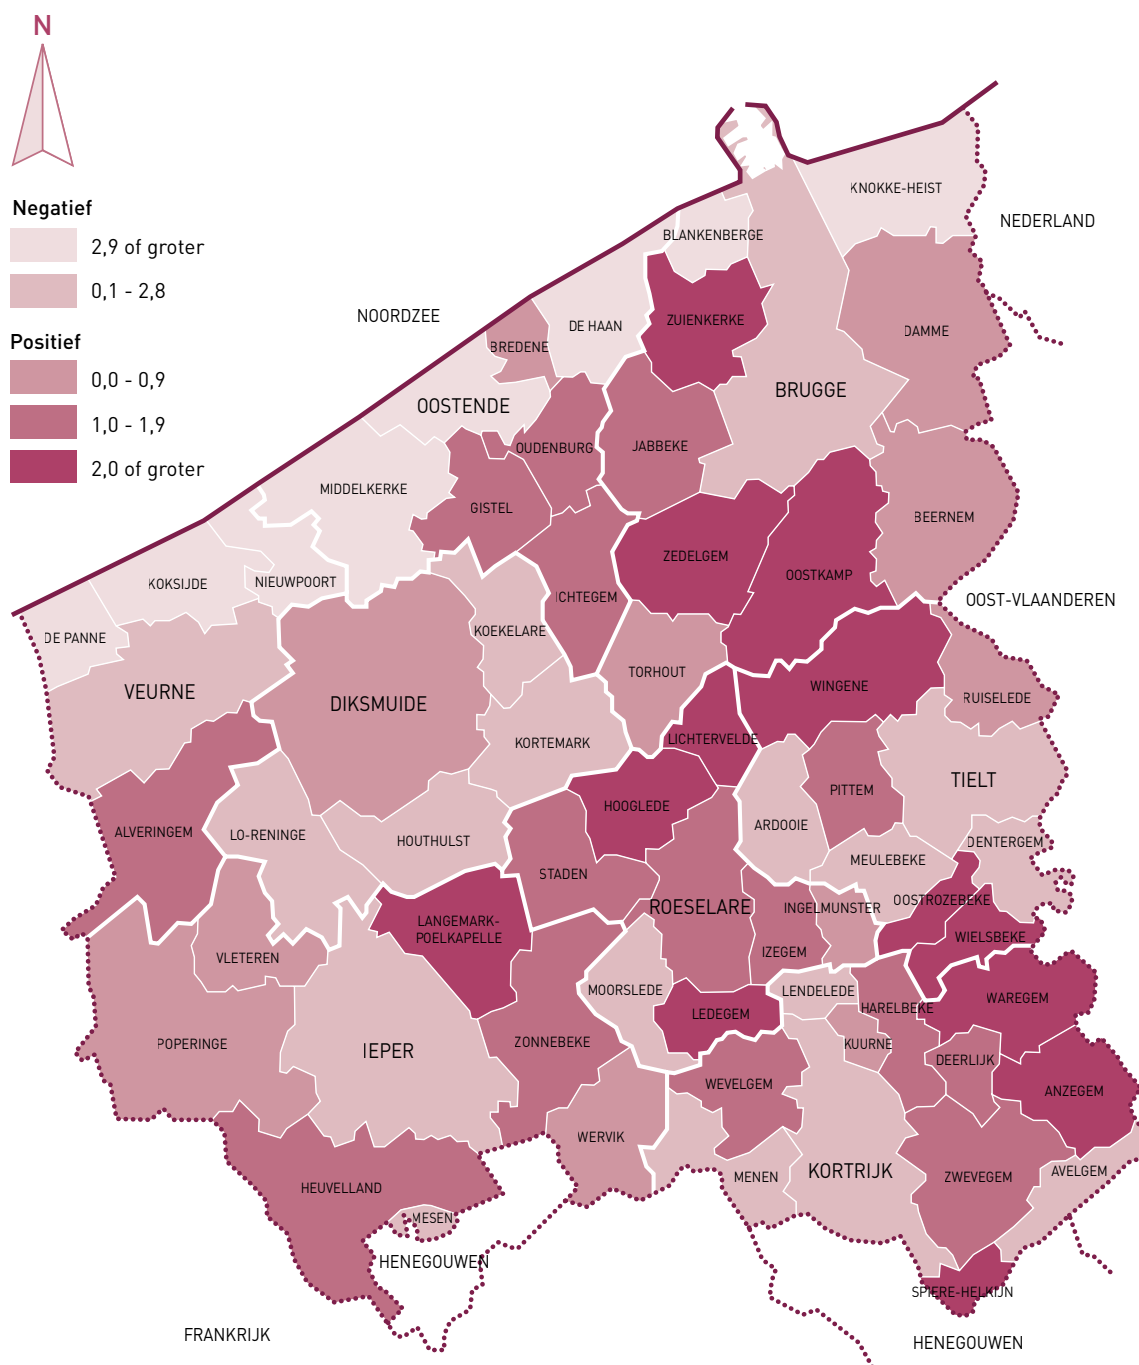 N
Negatief
2,9 of groter
0,1 - 2,8
Positief
0,0 - 0,9
1,0 - 1,9
2,0 of groter
KNOKKE-HEIST
NEDERLAND
BLANKENBERGE
NOORDZEE
DE HAAN
ZUIENKERKE
DAMME
BREDENE
BRUGGE
OOSTENDE
OUDENBURG
JABBEKE
MIDDELKERKE
GISTEL
BEERNEM
ZEDELGEM
OOSTKAMP
KOKSIJDE
NIEUWPOORT
ICHTEGEM
OOST-VLAANDEREN
DE PANNE
KOEKELARE
VEURNE
TORHOUT
WINGENE
DIKSMUIDE
RUISELEDE
KORTEMARK
LICHTERVELDE
TIELT
PITTEM
HOOGLEDE
ALVERINGEM
LO-RENINGE
HOUTHULST
ARDOOIE
DENTERGEM
MEULEBEKE
STADEN
OOSTROZEBEKE
ROESELARE
INGELMUNSTER
LANGEMARK-
POELKAPELLE
WIELSBEKE
IZEGEM
VLETEREN
MOORSLEDE
LENDELEDE
WAREGEM
HARELBEKE
LEDEGEM
POPERINGE
IEPER
ZONNEBEKE
KUURNE
DEERLIJK
WEVELGEM
ANZEGEM
WERVIK
KORTRIJK
AVELGEM
MENEN
ZWEVEGEM
HEUVELLAND
MESEN
HENEGOUWEN
SPIERE-HELKIJN
FRANKRIJK
HENEGOUWEN